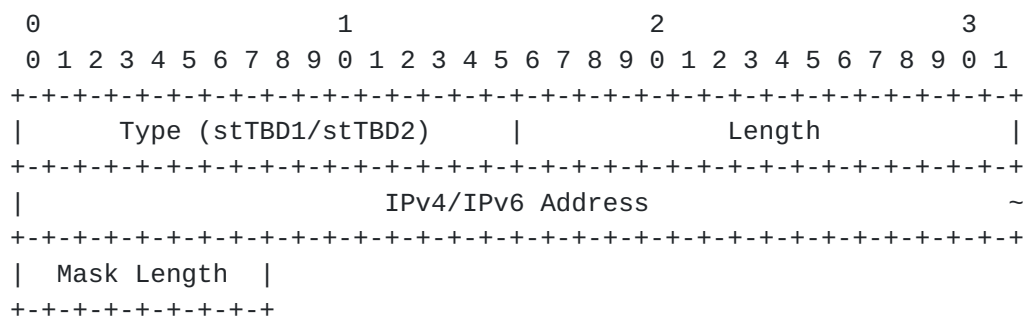 0                   1                   2                   3
 0 1 2 3 4 5 6 7 8 9 0 1 2 3 4 5 6 7 8 9 0 1 2 3 4 5 6 7 8 9 0 1
+-+-+-+-+-+-+-+-+-+-+-+-+-+-+-+-+-+-+-+-+-+-+-+-+-+-+-+-+-+-+-+-+
|      Type (stTBD1/stTBD2)     |             Length            |
+-+-+-+-+-+-+-+-+-+-+-+-+-+-+-+-+-+-+-+-+-+-+-+-+-+-+-+-+-+-+-+-+
|                       IPv4/IPv6 Address                       ~
+-+-+-+-+-+-+-+-+-+-+-+-+-+-+-+-+-+-+-+-+-+-+-+-+-+-+-+-+-+-+-+-+
|  Mask Length  |
+-+-+-+-+-+-+-+-+